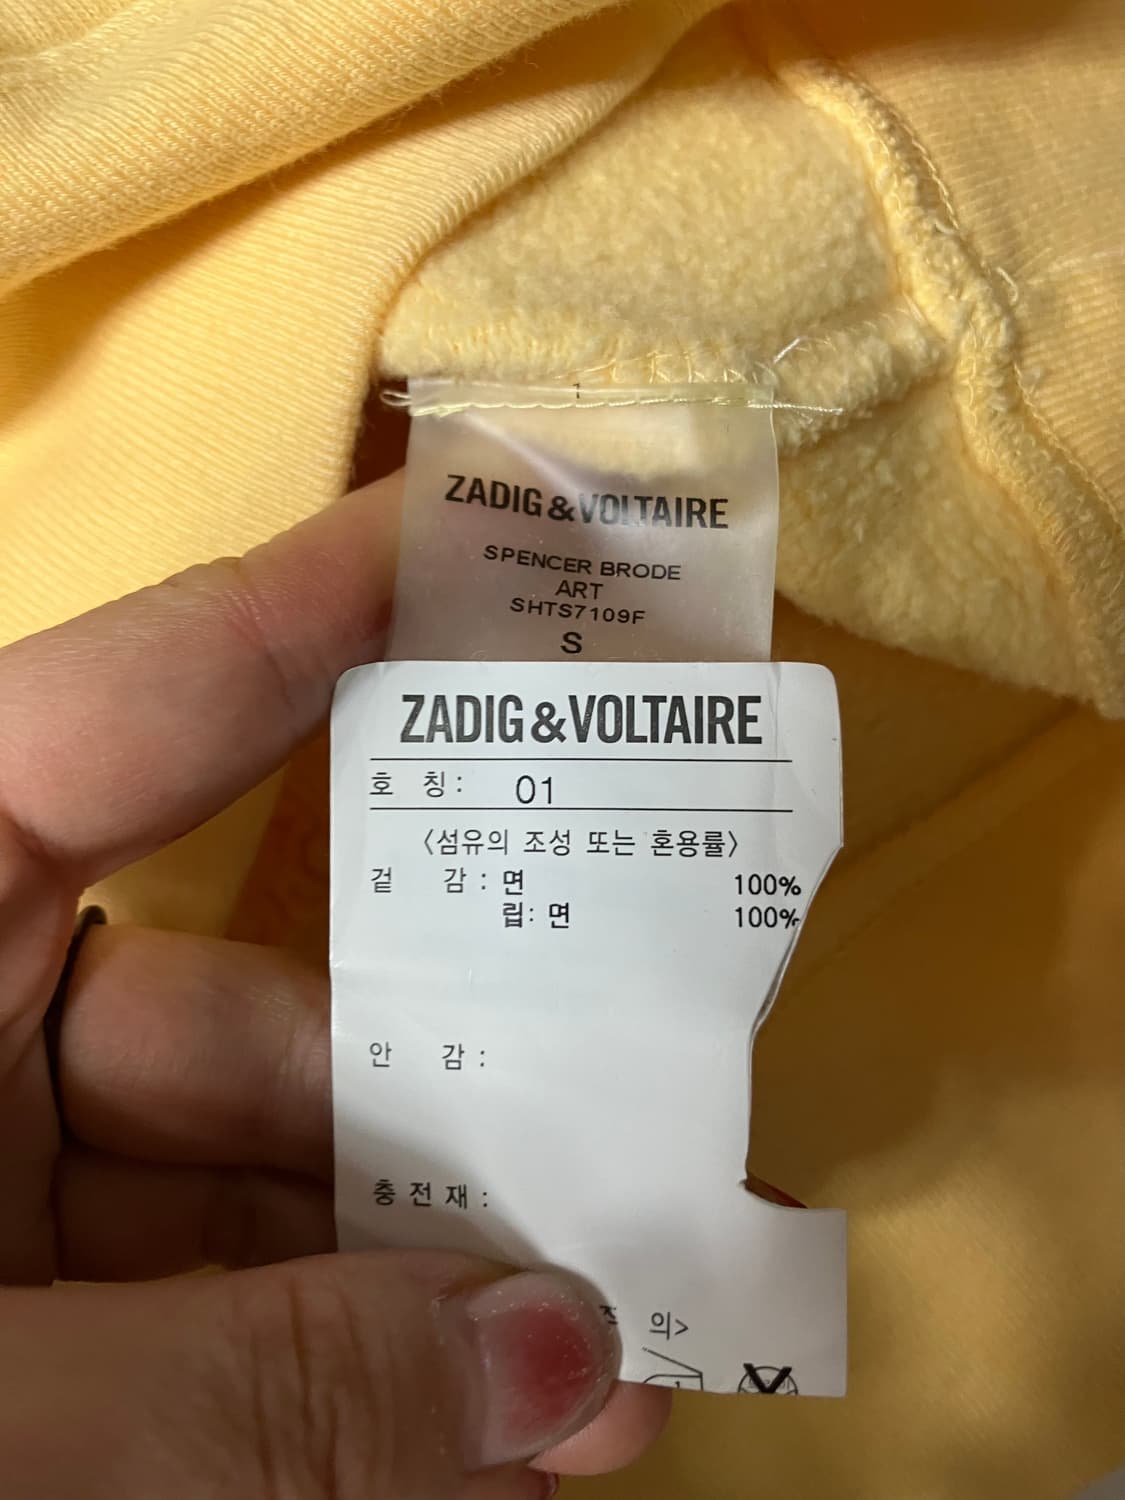 1
ZADIG & VOLTAIRE
SPENCER BRODE
ART
SHTS7109F
S
ZADIG & VOLTAIRE
호 칭: 01
〈섬유의 조성 또는 혼용률〉
겉 감: 면 100%
립: 면 100%
안 감:
충전재:
의>